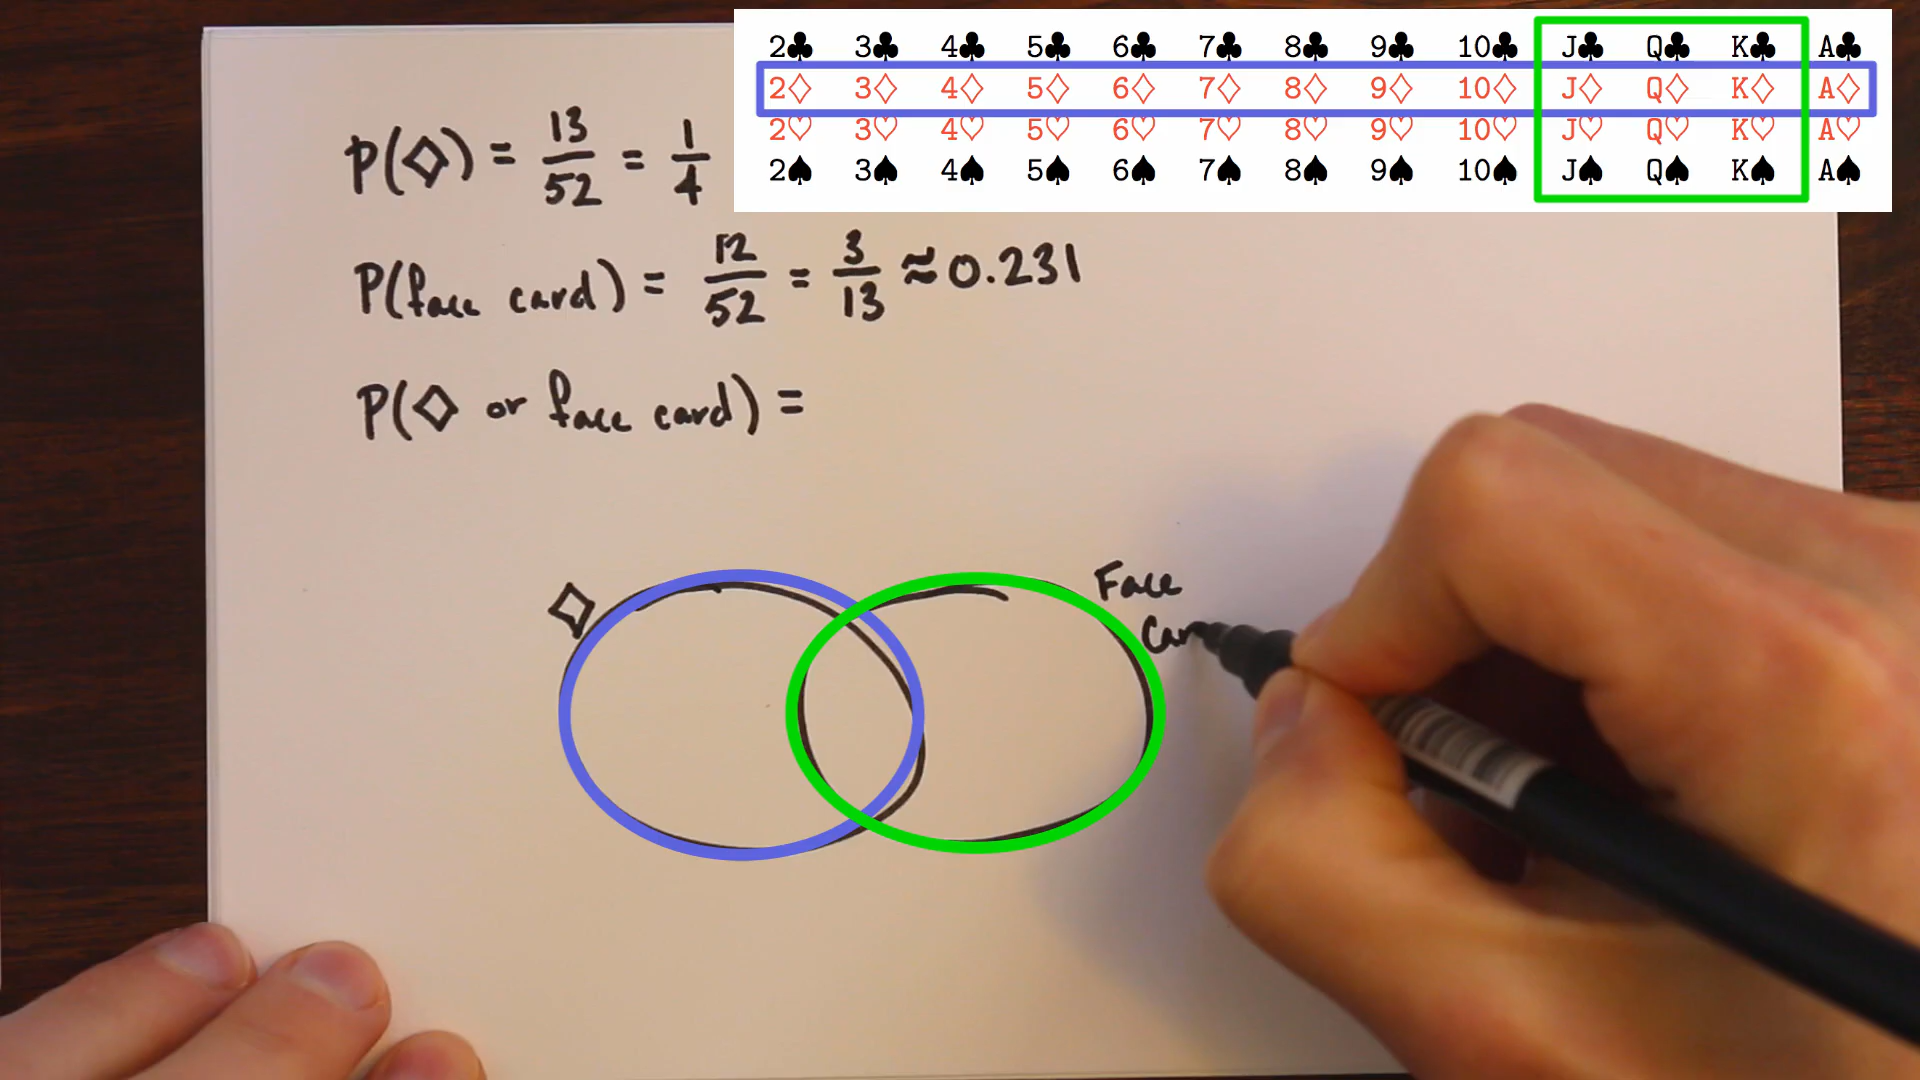 2♣ 3♣ 4♣ 5♣ 6♣ 7♣ 8♣ 9♣ 10♣ J♣ Q♣ K♣ A♣
2♢ 3♢ 4♢ 5♢ 6♢ 7♢ 8♢ 9♢ 10♢ J♢ Q♢ K♢ A♢
2♡ 3♡ 4♡ 5♡ 6♡ 7♡ 8♡ 9♡ 10♡ J♡ Q♡ K♡ A♡
2♠ 3♠ 4♠ 5♠ 6♠ 7♠ 8♠ 9♠ 10♠ J♠ Q♠ K♠ A♠
P(♢) = 13/52 = 1/4
P(face card) = 12/52 = 3/13 ≈ 0.231
P(♢ or face card) =
♢
Face
Car